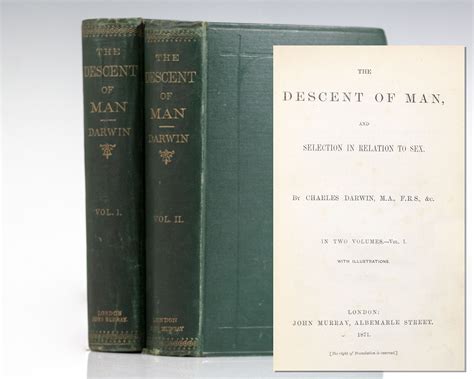 THE
DESCENT
OF
MAN
DARWIN
VOL. I.
LONDON
JOHN MURRAY.
THE
DESCENT
OF
MAN
DARWIN
VOL. II.
LONDON
JOHN MURRAY
THE
DESCENT OF MAN,
AND
SELECTION IN RELATION TO SEX.
BY CHARLES DARWIN, M.A., F.R.S., &c.
IN TWO VOLUMES.—VOL. I.
WITH ILLUSTRATIONS.
LONDON:
JOHN MURRAY, ALBEMARLE STREET.
1871.
[The right of Translation is reserved.]